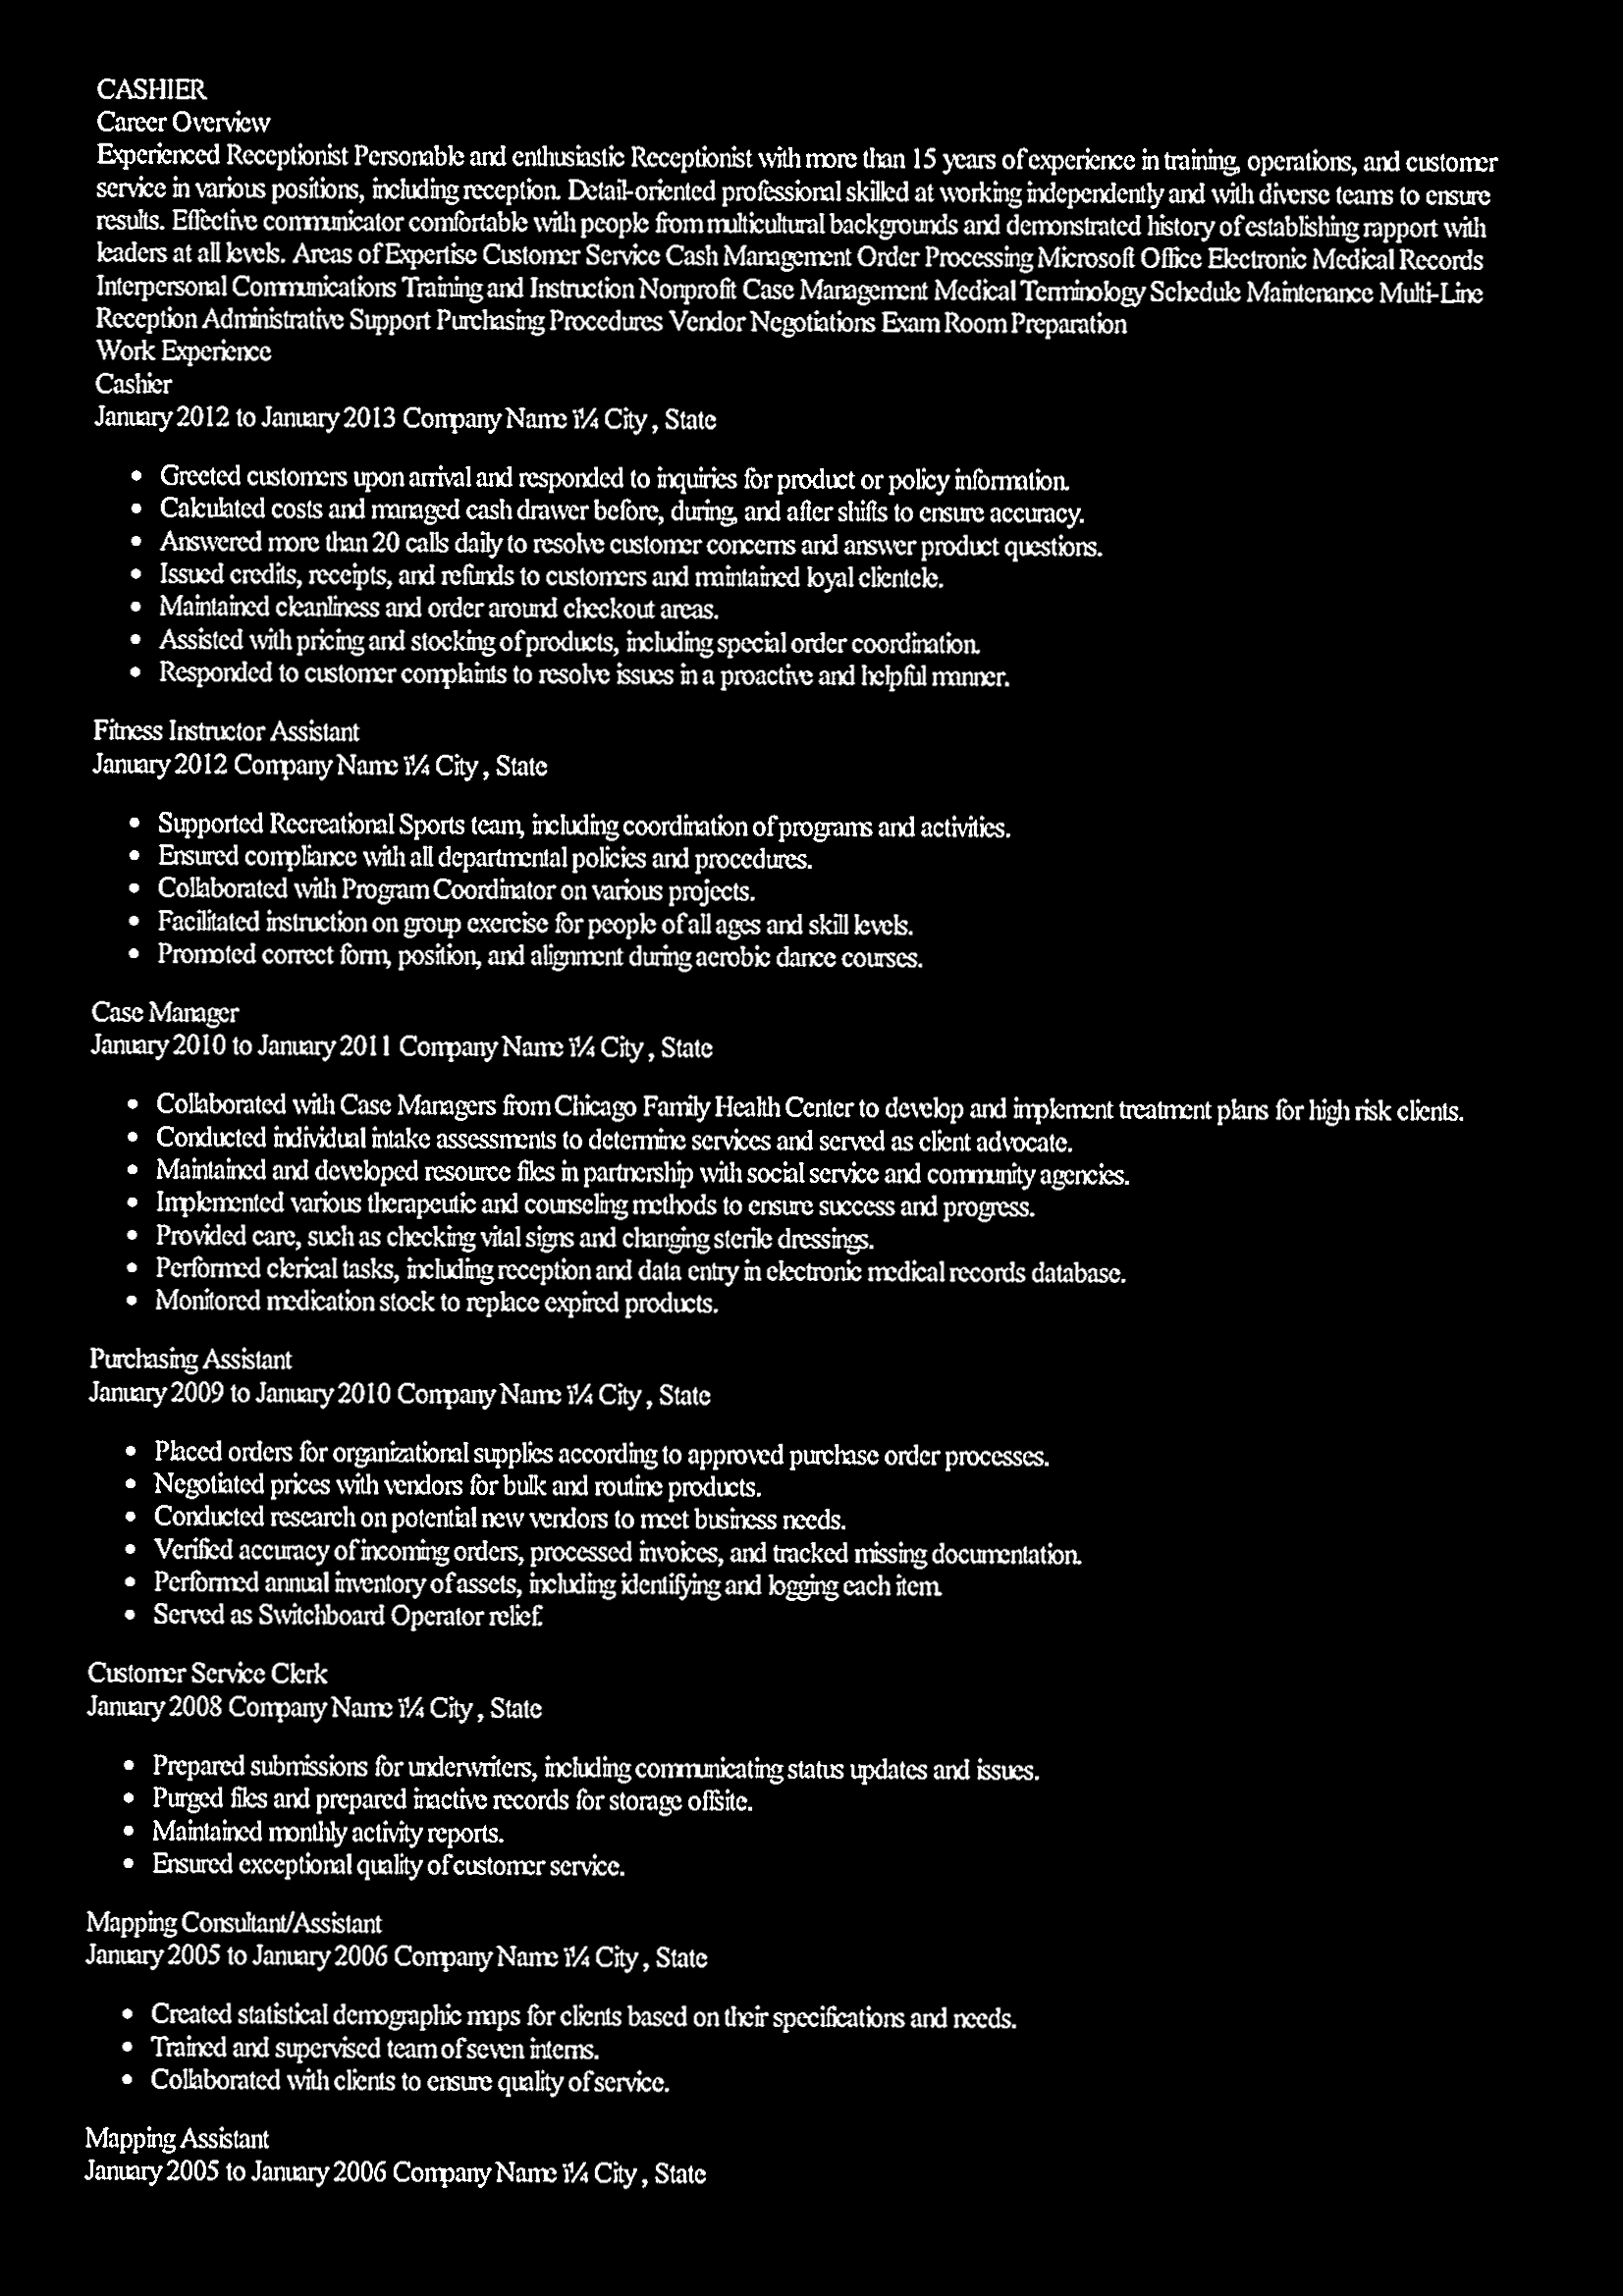 CASHIER
Career Overview
Experienced Receptionist Personable and enthusiastic Receptionist with more than 15 years of experience in training, operations, and customer
service in various positions, including reception. Detail-oriented professional skilled at working independently and with diverse teams to ensure
results. Effective communicator comfortable with people from multicultural backgrounds and demonstrated history of establishing rapport with
leaders at all levels. Areas of Expertise Customer Service Cash Management Order Processing Microsoft Office Electronic Medical Records
Interpersonal Communications Training and Instruction Nonprofit Case Management Medical Terminology Schedule Maintenance Multi-Line
Reception Administrative Support Purchasing Procedures Vendor Negotiations Exam Room Preparation
Work Experience
Cashier
January 2012 to January 2013 Company Name ï¼ City , State
• Greeted customers upon arrival and responded to inquiries for product or policy information.
• Calculated costs and managed cash drawer before, during, and after shifts to ensure accuracy.
• Answered more than 20 calls daily to resolve customer concerns and answer product questions.
• Issued credits, receipts, and refunds to customers and maintained loyal clientele.
• Maintained cleanliness and order around checkout areas.
• Assisted with pricing and stocking of products, including special order coordination.
• Responded to customer complaints to resolve issues in a proactive and helpful manner.
Fitness Instructor Assistant
January 2012 Company Name ï¼ City , State
• Supported Recreational Sports team, including coordination of programs and activities.
• Ensured compliance with all departmental policies and procedures.
• Collaborated with Program Coordinator on various projects.
• Facilitated instruction on group exercise for people of all ages and skill levels.
• Promoted correct form, position, and alignment during aerobic dance courses.
Case Manager
January 2010 to January 2011 Company Name ï¼ City , State
• Collaborated with Case Managers from Chicago Family Health Center to develop and implement treatment plans for high risk clients.
• Conducted individual intake assessments to determine services and served as client advocate.
• Maintained and developed resource files in partnership with social service and community agencies.
• Implemented various therapeutic and counseling methods to ensure success and progress.
• Provided care, such as checking vital signs and changing sterile dressings.
• Performed clerical tasks, including reception and data entry in electronic medical records database.
• Monitored medication stock to replace expired products.
Purchasing Assistant
January 2009 to January 2010 Company Name ï¼ City , State
• Placed orders for organizational supplies according to approved purchase order processes.
• Negotiated prices with vendors for bulk and routine products.
• Conducted research on potential new vendors to meet business needs.
• Verified accuracy of incoming orders, processed invoices, and tracked missing documentation.
• Performed annual inventory of assets, including identifying and logging each item.
• Served as Switchboard Operator relief.
Customer Service Clerk
January 2008 Company Name ï¼ City , State
• Prepared submissions for underwriters, including communicating status updates and issues.
• Purged files and prepared inactive records for storage offsite.
• Maintained monthly activity reports.
• Ensured exceptional quality of customer service.
Mapping Consultant/Assistant
January 2005 to January 2006 Company Name ï¼ City , State
• Created statistical demographic maps for clients based on their specifications and needs.
• Trained and supervised team of seven interns.
• Collaborated with clients to ensure quality of service.
Mapping Assistant
January 2005 to January 2006 Company Name ï¼ City , State